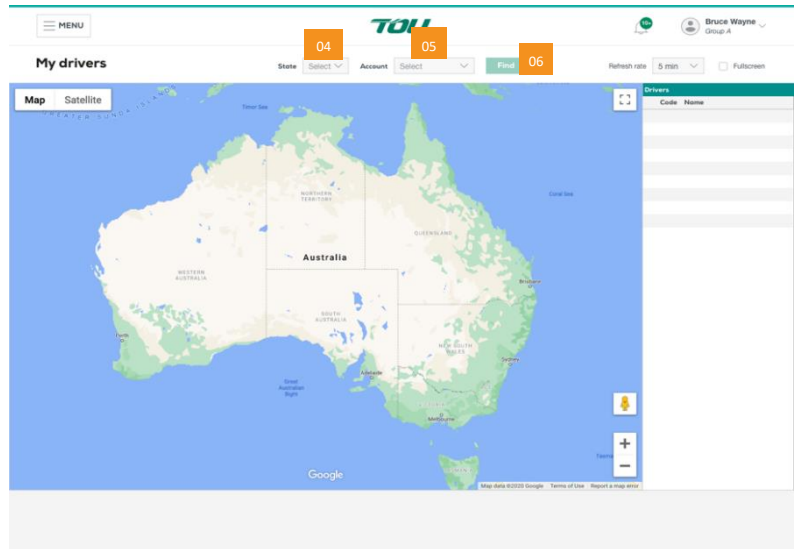 MENU
TOLL
10+
Bruce Wayne
Group A
04
05
06
My drivers
State
Select
Account
Select
Find
Refresh rate
5 min
Fullscreen
Map
Satellite
Drivers
Code
Name
Timor Sea
Coral Sea
NORTHERN
TERRITORY
QUEENSLAND
Australia
WESTERN
AUSTRALIA
Brisbane
SOUTH
AUSTRALIA
Perth
NEW SOUTH
WALES
Sydney
Adelaide
Great
Australian
Bight
VICTORIA
Melbourne
TASMANIA
Google
Map data ©2020 Google
Terms of Use
Report a map error